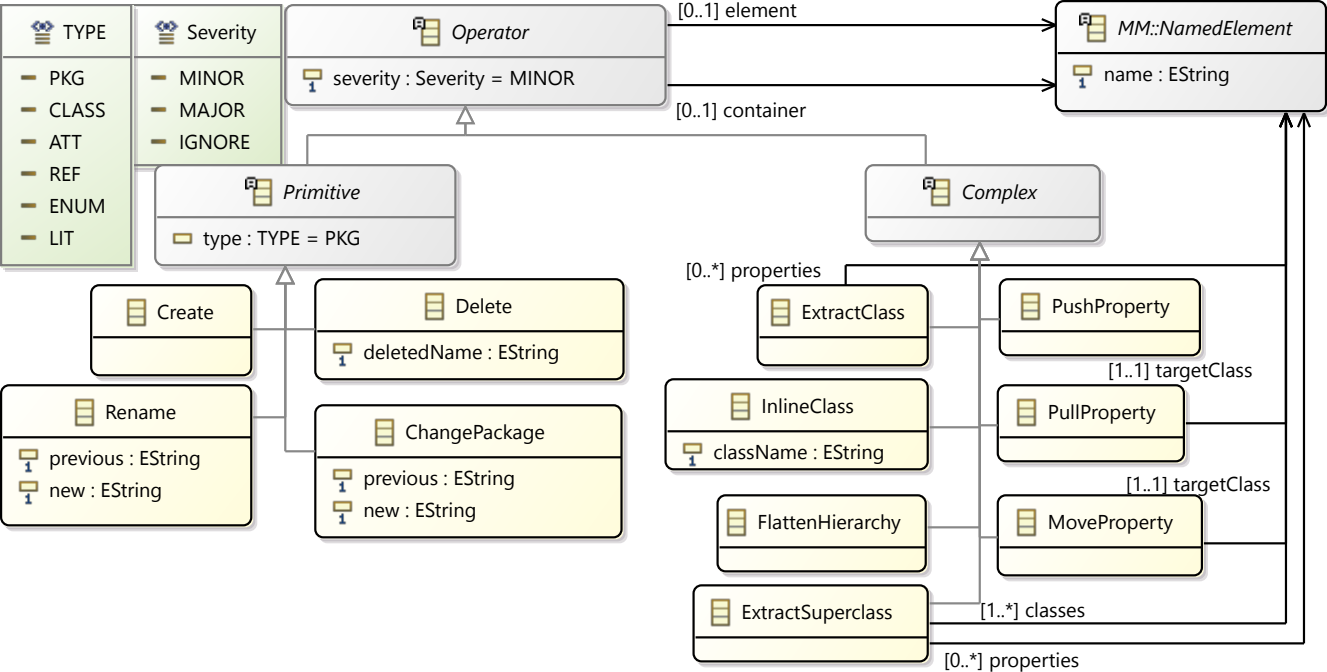 TYPE
PKG
CLASS
ATT
REF
ENUM
LIT
Severity
MINOR
MAJOR
IGNORE
Operator
severity : Severity = MINOR
[0..1] element
[0..1] container
MM::NamedElement
name : EString
Primitive
type : TYPE = PKG
Complex
Create
Delete
deletedName : EString
Rename
previous : EString
new : EString
ChangePackage
previous : EString
new : EString
[0..*] properties
ExtractClass
PushProperty
[1..1] targetClass
InlineClass
className : EString
PullProperty
[1..1] targetClass
FlattenHierarchy
MoveProperty
ExtractSuperclass
[1..*] classes
[0..*] properties